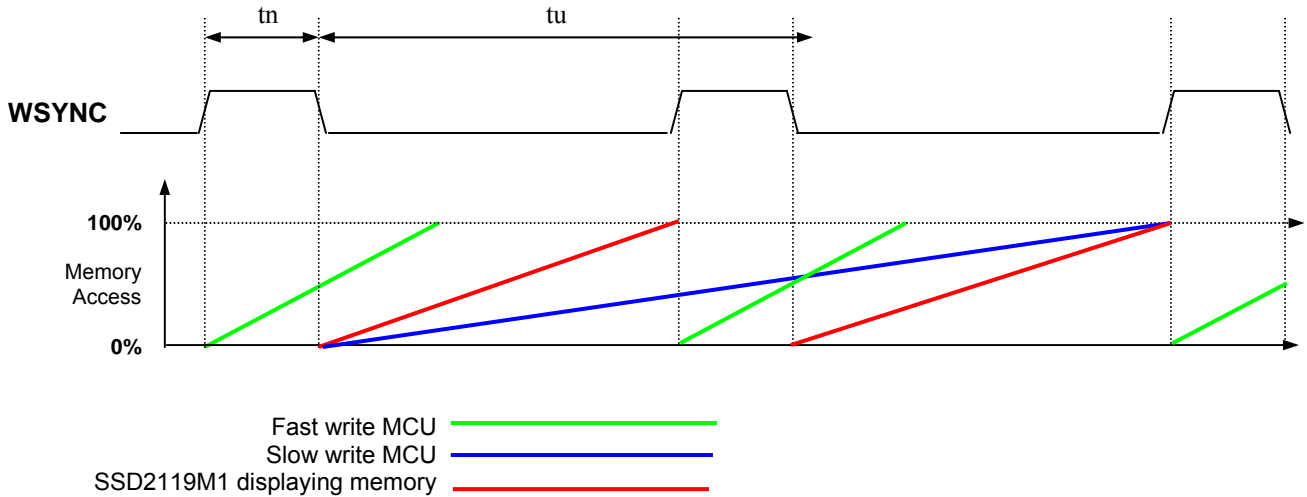 tn
tu
WSYNC
100%
Memory
Access
0%
Fast write MCU
Slow write MCU
SSD2119M1 displaying memory